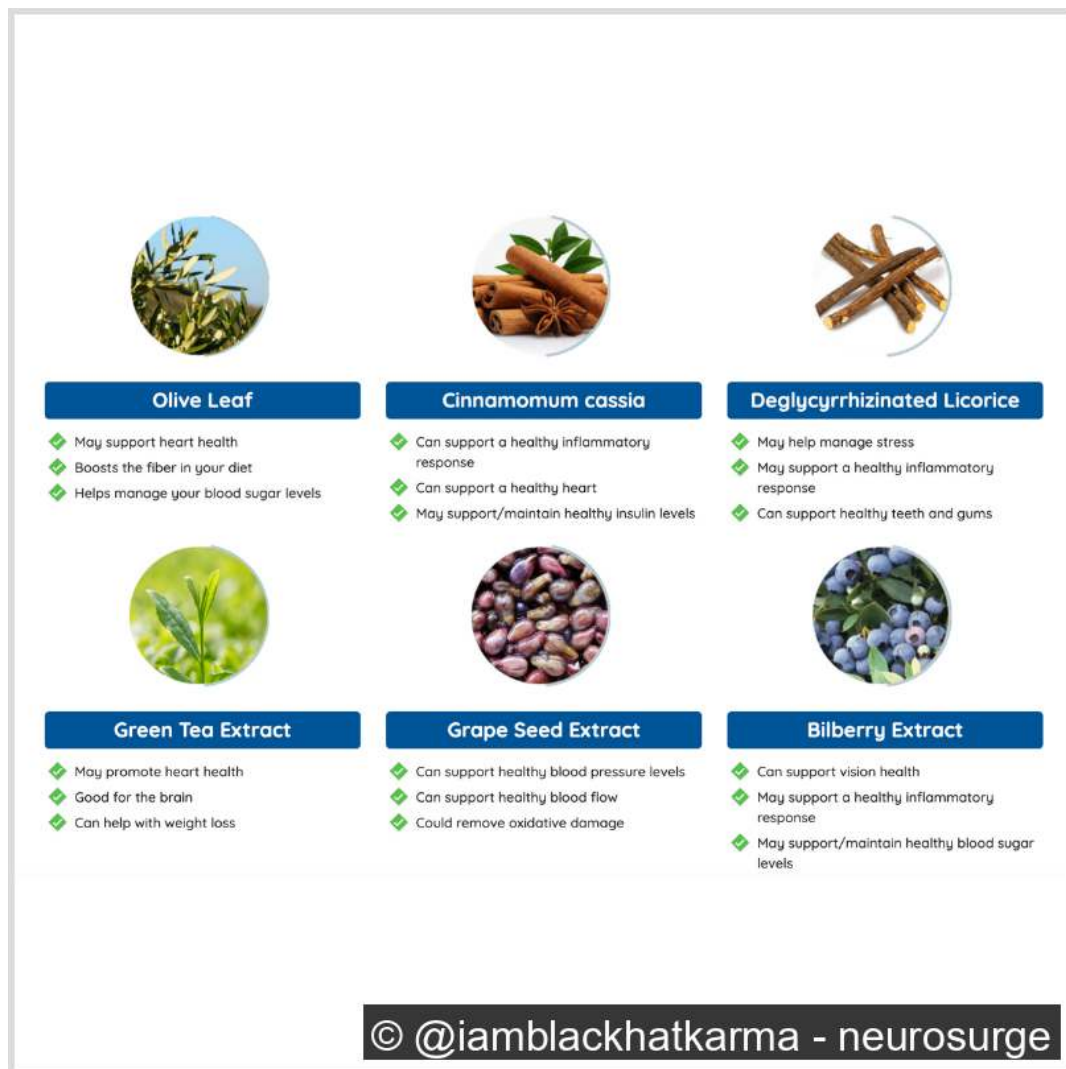 Olive Leaf
May support heart health
Boosts the fiber in your diet
Helps manage your blood sugar levels
Cinnamomum cassia
Can support a healthy inflammatory
response
Can support a healthy heart
May support/maintain healthy insulin levels
Deglycyrrhizinated Licorice
May help manage stress
May support a healthy inflammatory
response
Can support healthy teeth and gums
Green Tea Extract
May promote heart health
Good for the brain
Can help with weight loss
Grape Seed Extract
Can support healthy blood pressure levels
Can support healthy blood flow
Could remove oxidative damage
Bilberry Extract
Can support vision health
May support a healthy inflammatory
response
May support/maintain healthy blood sugar
levels
© @iamblackhatkarma - neurosurge